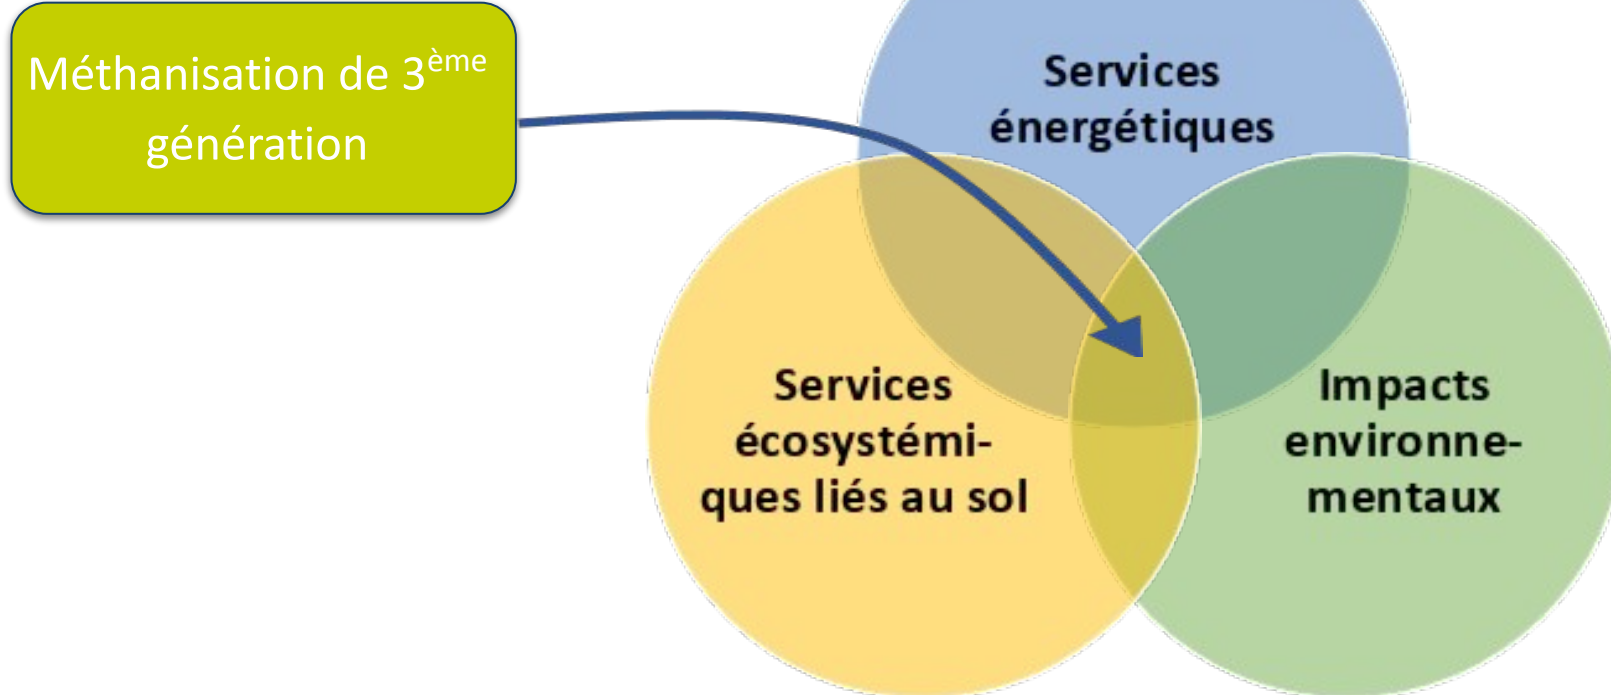 Méthanisation de 3ème
génération
Services
énergétiques
Services
écosystémi-
ques liés au sol
Impacts
environne-
mentaux